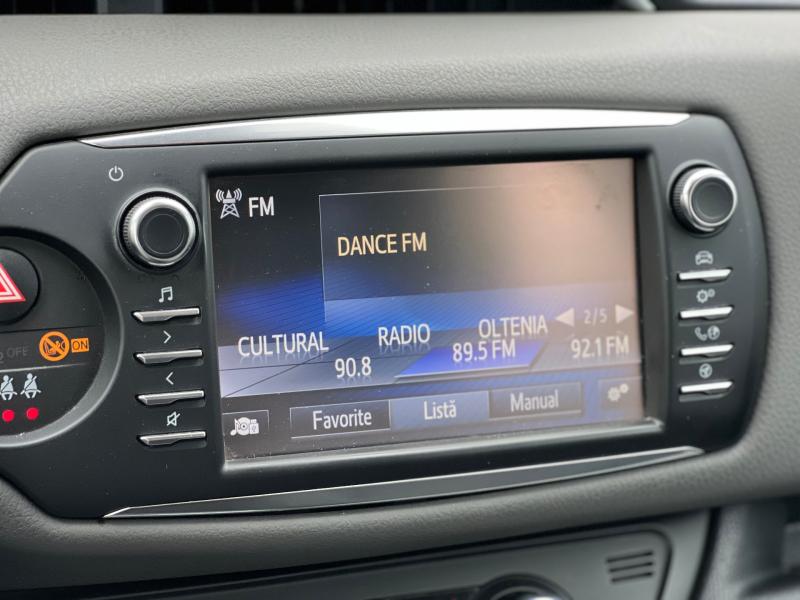 FM
DANCE FM
CULTURAL RADIO OLTENIA 2/5
90.8 89.5 FM 92.1 FM
Favorite Listă Manual
OFF ON